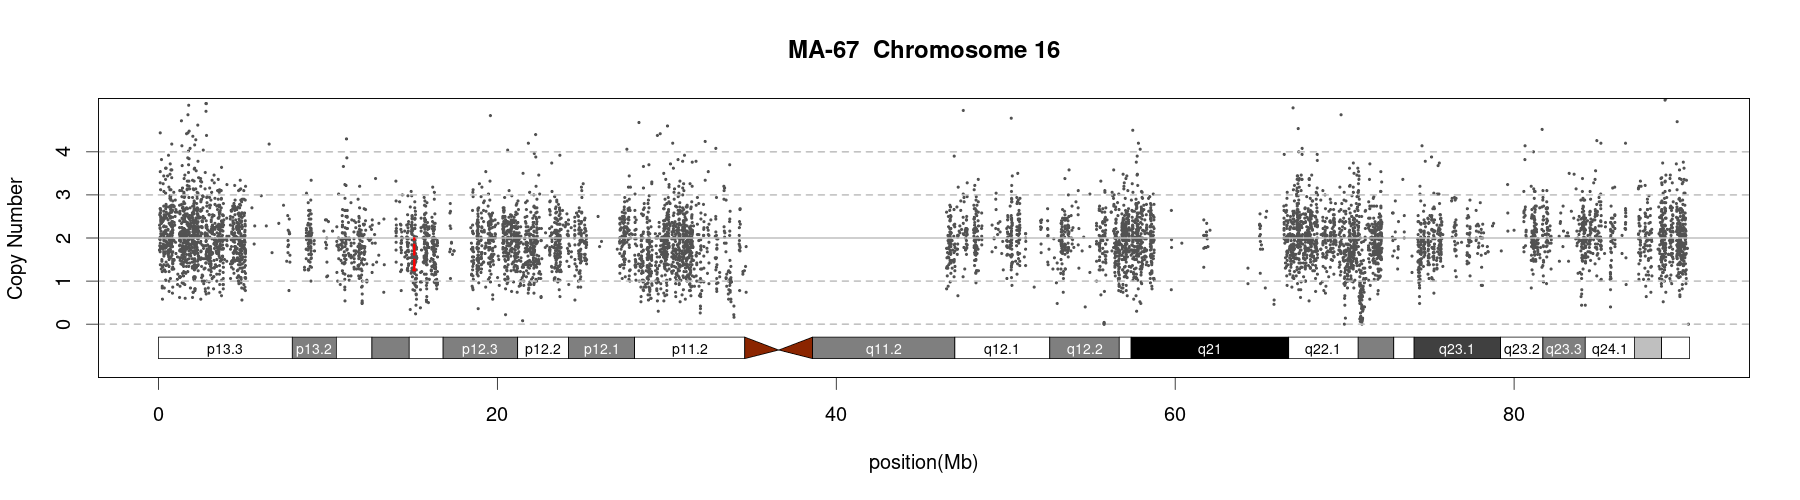 MA-67  Chromosome 16
Copy Number
4
3
2
1
0
p13.3 p13.2 p12.3 p12.2 p12.1 p11.2 q11.2 q12.1 q12.2 q21 q22.1 q23.1 q23.2 q23.3 q24.1
0 20 40 60 80
position(Mb)